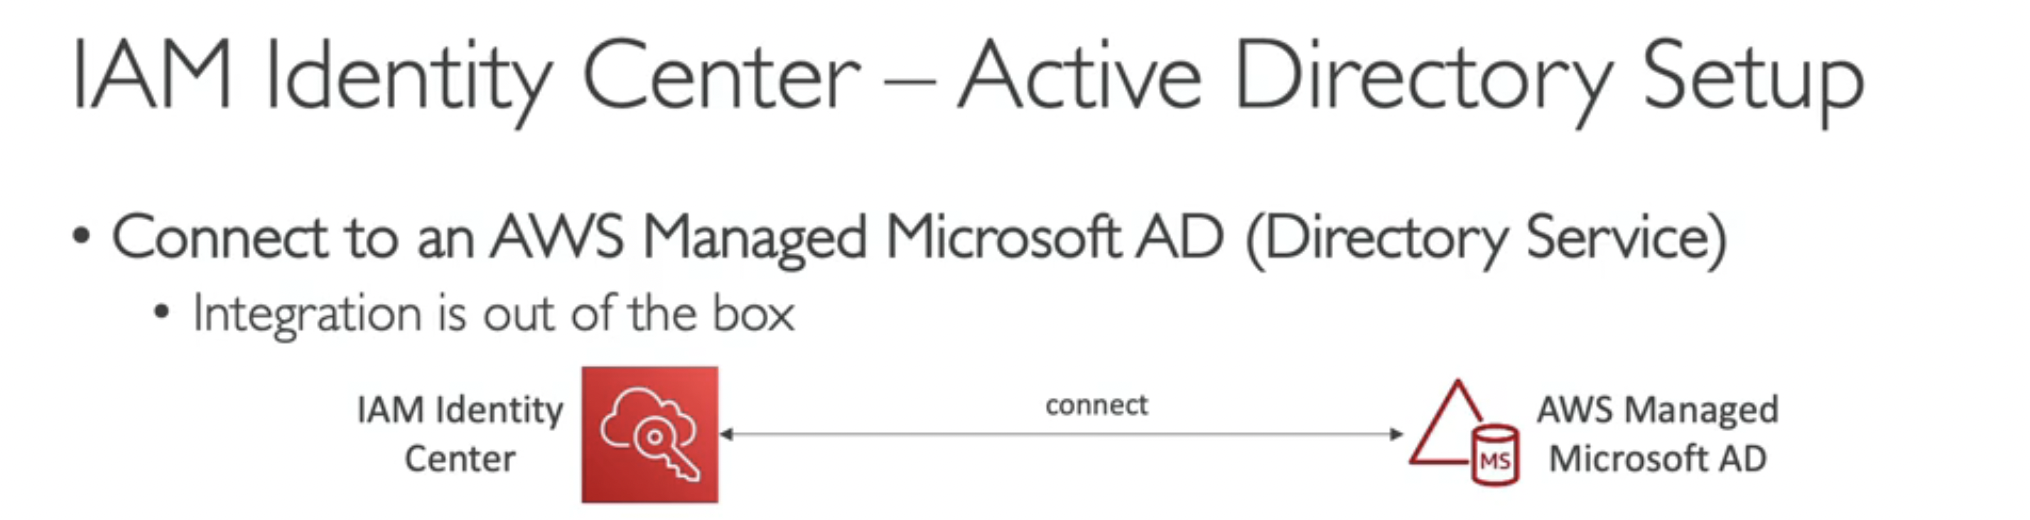 IAM Identity Center – Active Directory Setup
• Connect to an AWS Managed Microsoft AD (Directory Service)
• Integration is out of the box
IAM Identity
Center
connect
MS
AWS Managed
Microsoft AD